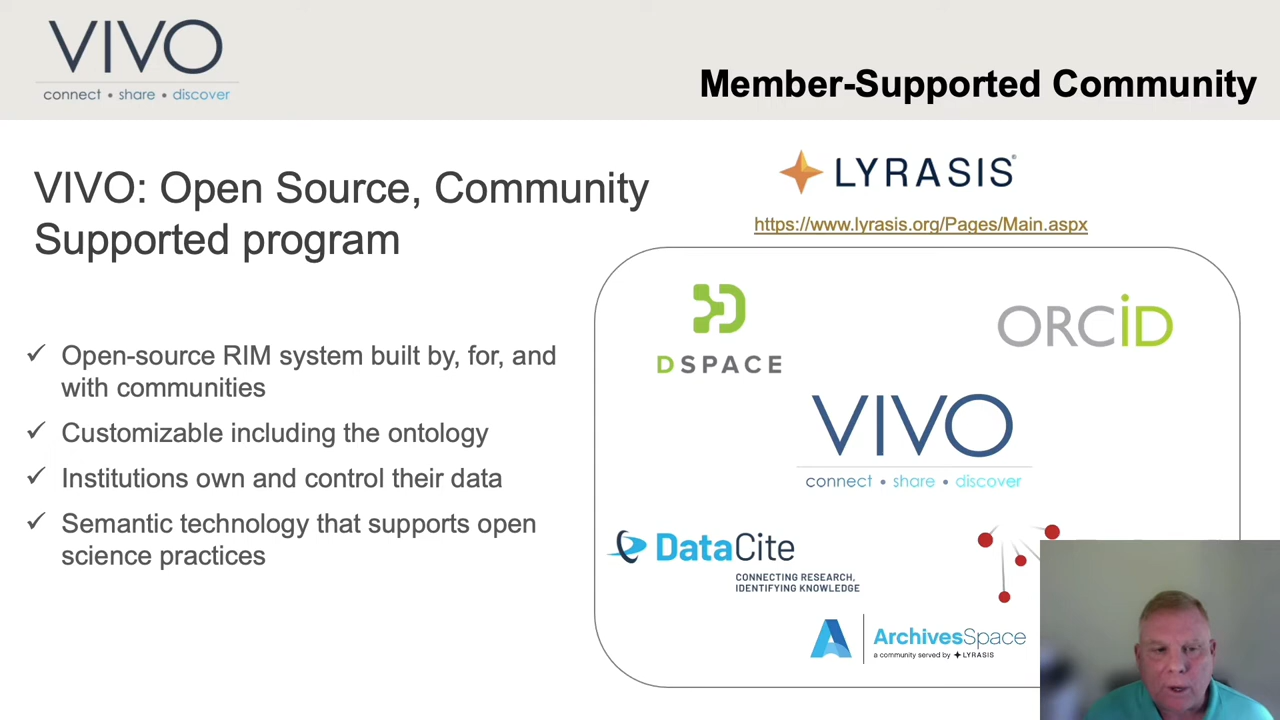 VIVO
connect • share • discover
Member-Supported Community
VIVO: Open Source, Community
Supported program
LYRASIS®
https://www.lyrasis.org/Pages/Main.aspx
✓ Open-source RIM system built by, for, and
with communities
✓ Customizable including the ontology
✓ Institutions own and control their data
✓ Semantic technology that supports open
science practices
DSPACE
ORCiD
VIVO
connect • share • discover
DataCite
CONNECTING RESEARCH,
IDENTIFYING KNOWLEDGE
ArchivesSpace
a community served by LYRASIS